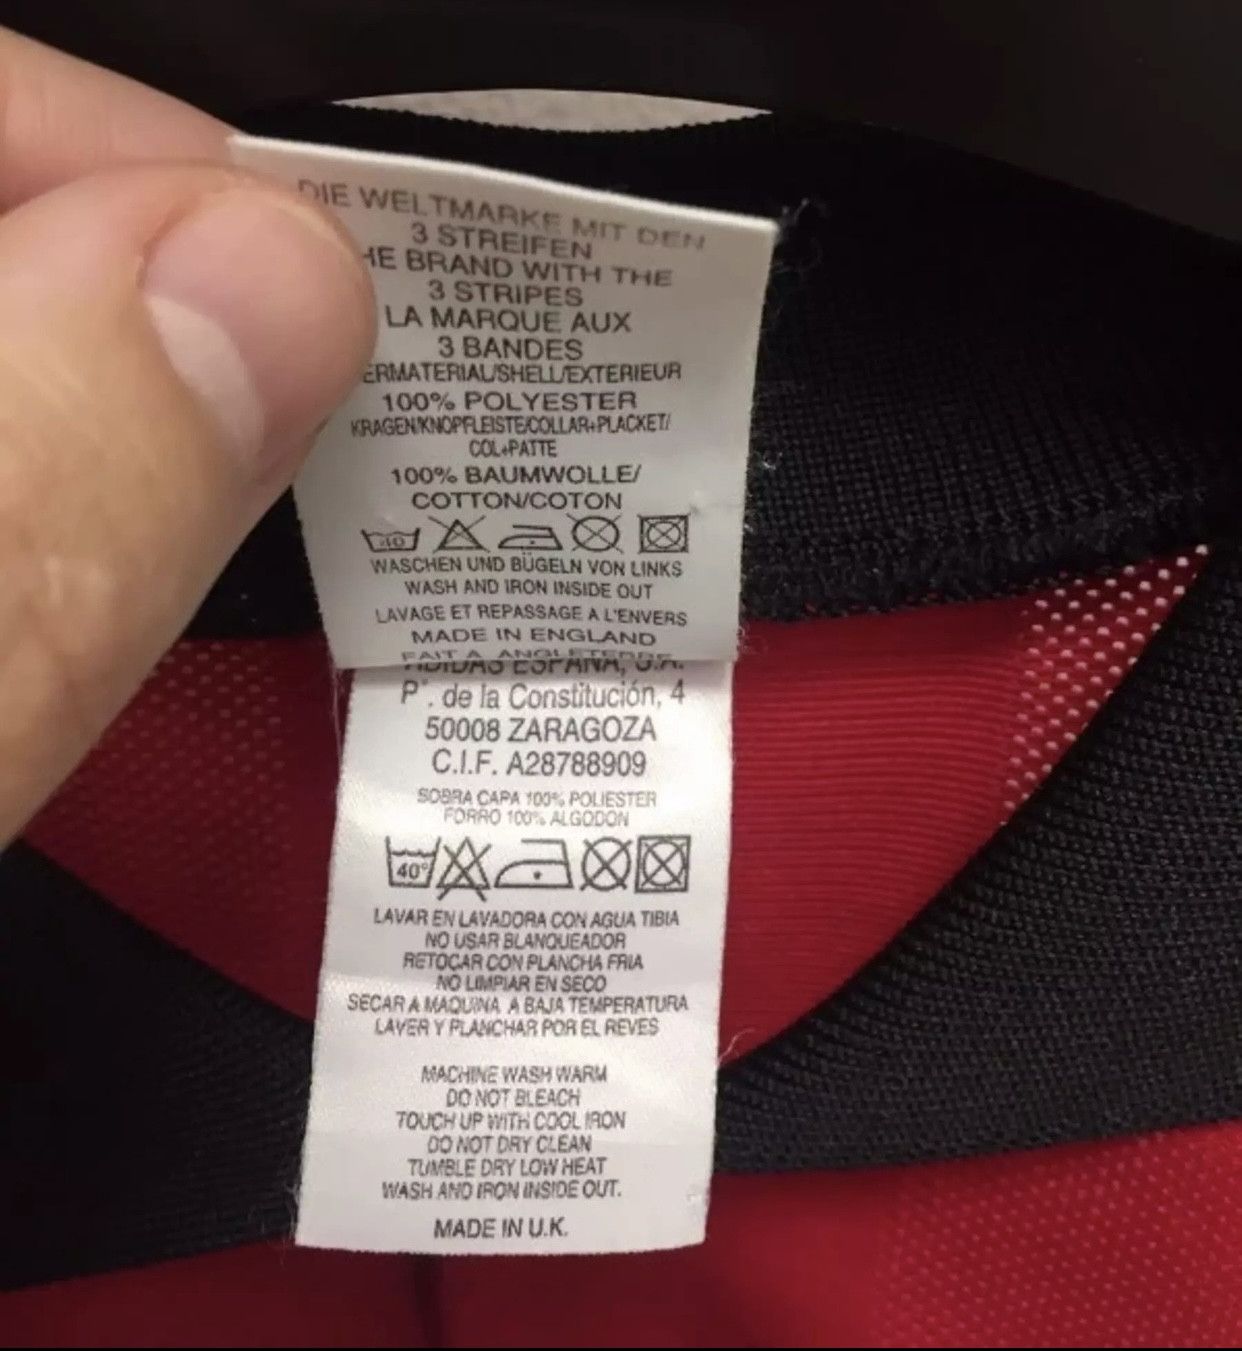 DIE WELTMARKE MIT DEN
3 STREIFEN
HE BRAND WITH THE
3 STRIPES
LA MARQUE AUX
3 BANDES
ERMATERIAL/SHELL/EXTERIEUR
100% POLYESTER
KRAGEN/KNOPFLEISTE/COLLAR+PLACKET/
COL+PATTE
100% BAUMWOLLE/
COTTON/COTON
40
WASCHEN UND BÜGELN VON LINKS
WASH AND IRON INSIDE OUT
LAVAGE ET REPASSAGE A L'ENVERS
MADE IN ENGLAND
FAIT A ANGLETERRE
ADIDAS ESPAÑA, S.A.
Pº. de la Constitución, 4
50008 ZARAGOZA
C.I.F. A28788909
SOBRA CAPA 100% POLIESTER
FORRO 100% ALGODON
40°
LAVAR EN LAVADORA CON AGUA TIBIA
NO USAR BLANQUEADOR
RETOCAR CON PLANCHA FRIA
NO LIMPIAR EN SECO
SECAR A MAQUINA A BAJA TEMPERATURA
LAVER Y PLANCHAR POR EL REVES
MACHINE WASH WARM
DO NOT BLEACH
TOUCH UP WITH COOL IRON
DO NOT DRY CLEAN
TUMBLE DRY LOW HEAT
WASH AND IRON INSIDE OUT.
MADE IN U.K.